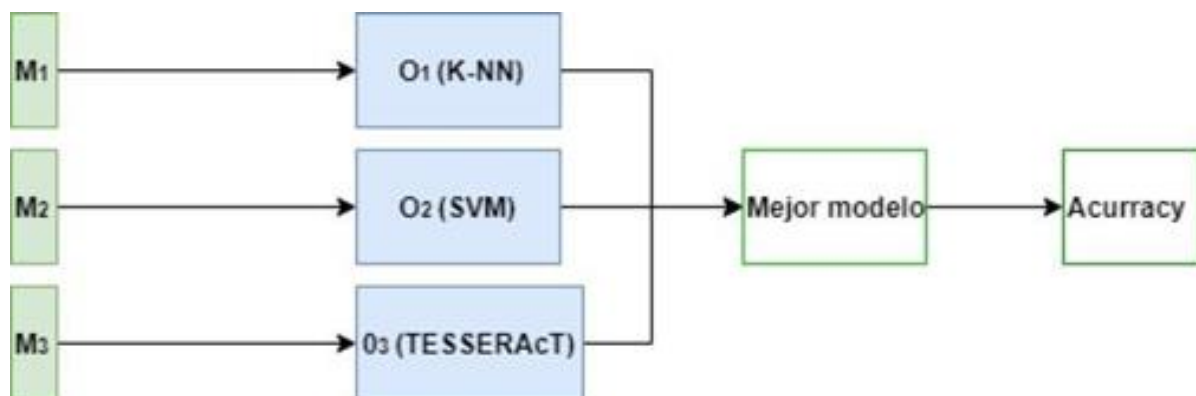 M1
O1 (K-NN)
M2
O2 (SVM)
Mejor modelo
Acurracy
M3
03 (TESSERAcT)